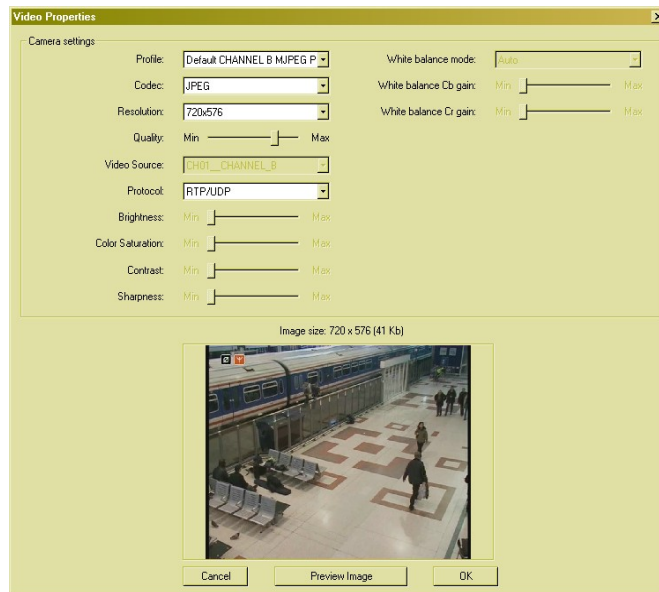 Video Properties
Camera settings
Profile: Default CHANNEL B MJPEG P
Codec: JPEG
Resolution: 720x576
Quality: Min Max
Video Source: CH01__CHANNEL_B
Protocol: RTP/UDP
Brightness: Min Max
Color Saturation: Min Max
Contrast: Min Max
Sharpness: Min Max
White balance mode: Auto
White balance Cb gain: Min Max
White balance Cr gain: Min Max
Image size: 720 x 576 (41 Kb)
Cancel Preview Image OK